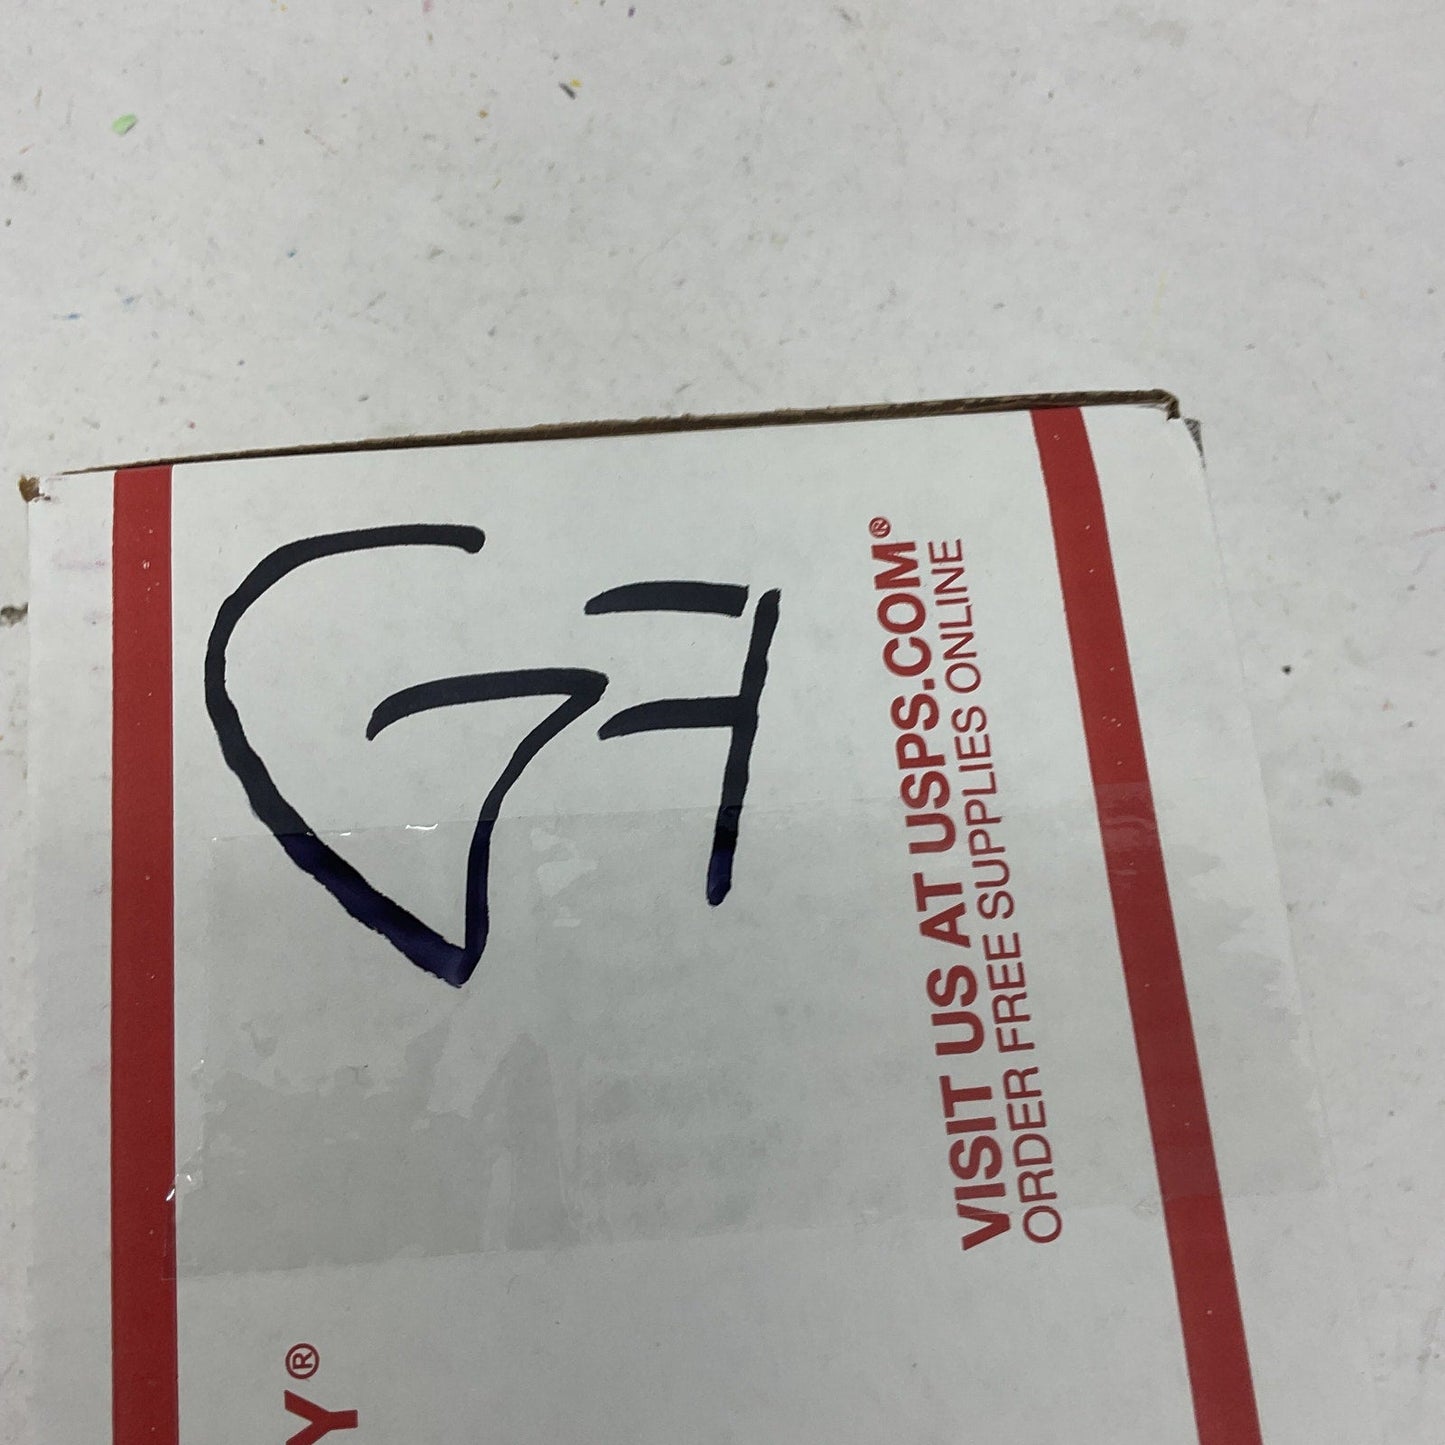 G7
VISIT US AT USPS.COM®
ORDER FREE SUPPLIES ONLINE
Y®